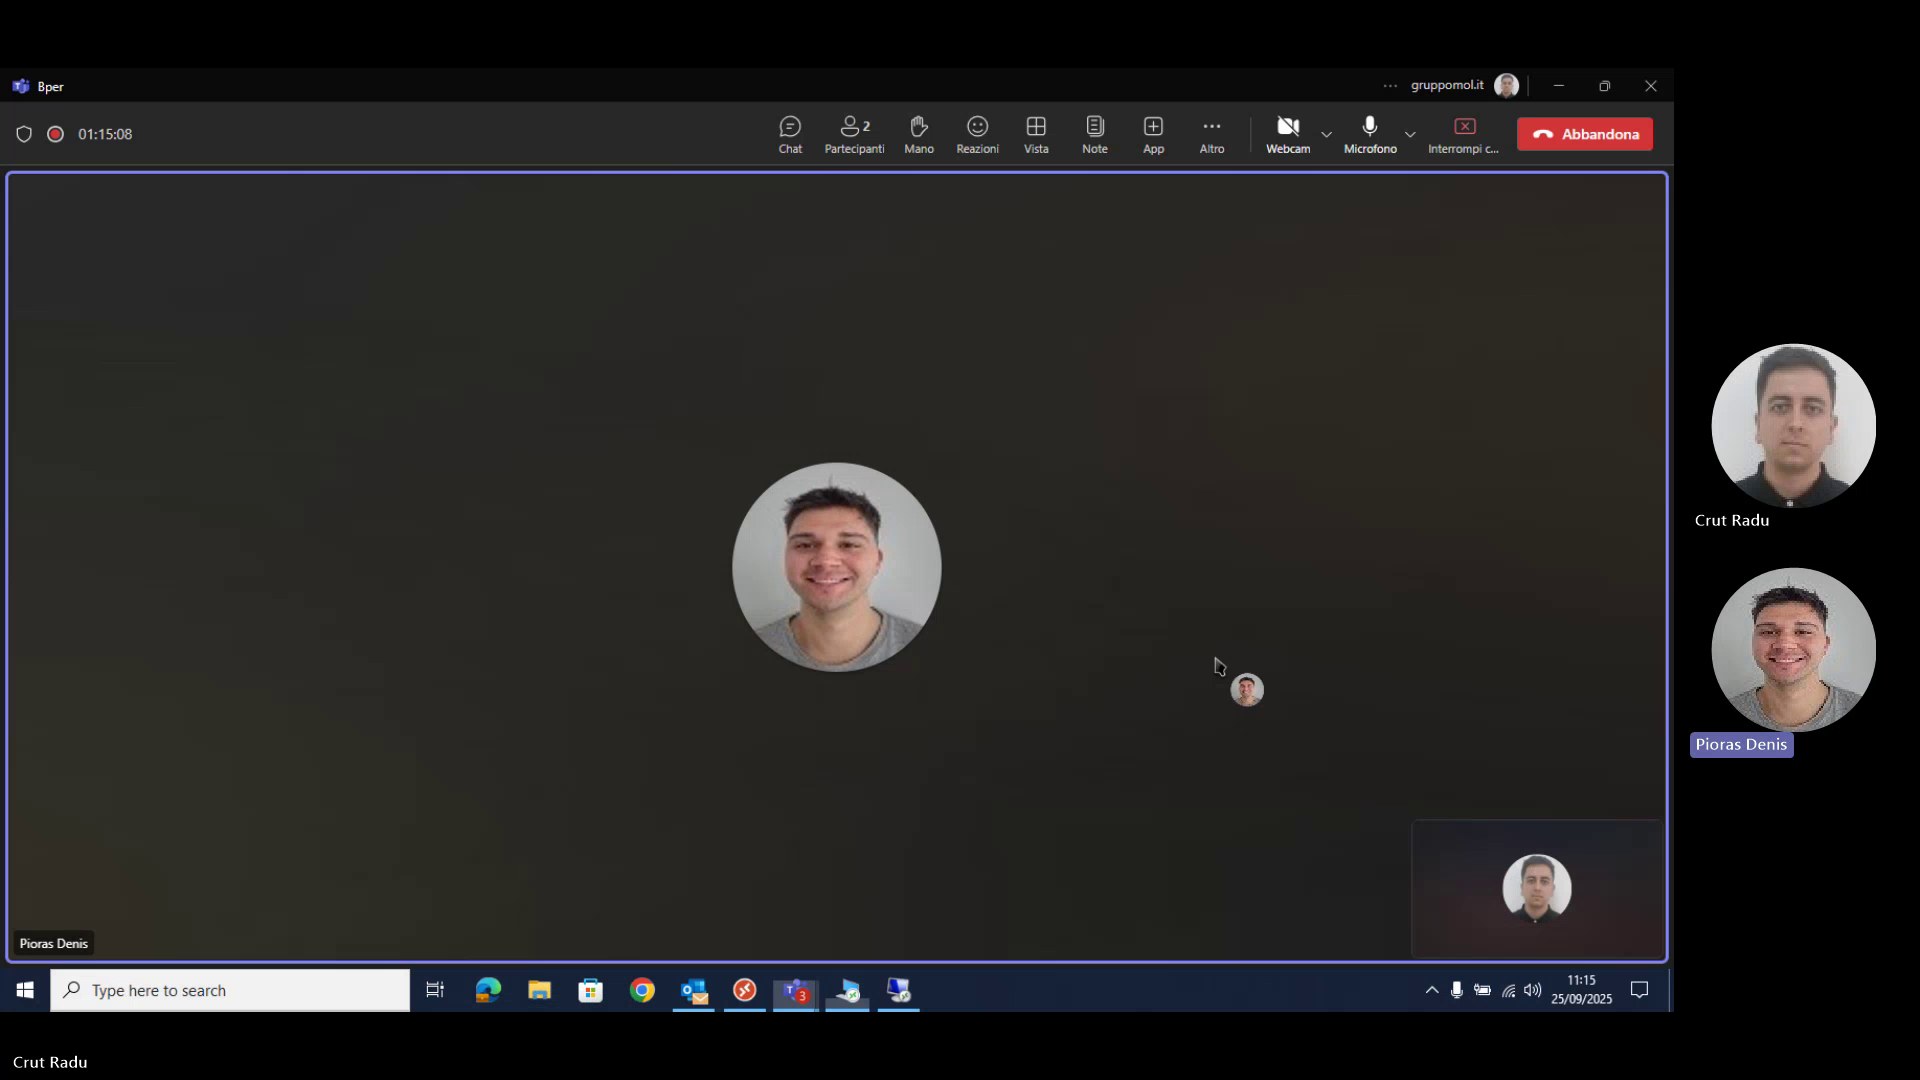 Bper
gruppomol.it
01:15:08
Chat
2
Partecipanti
Mano
Reazioni
Vista
Note
App
Altro
Webcam
Microfono
Interrompi c...
Abbandona
Crut Radu
Pioras Denis
Pioras Denis
Type here to search
3
11:15
25/09/2025
Crut Radu